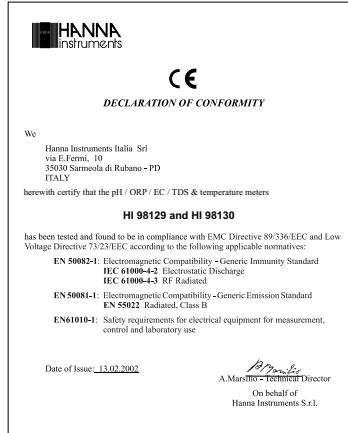 HANNA
instruments
CE
DECLARATION OF CONFORMITY
We
Hanna Instruments Italia Srl
via E.Fermi, 10
35030 Sarmeola di Rubano - PD
ITALY
herewith certify that the pH / ORP / EC / TDS & temperature meters
HI 98129 and HI 98130
has been tested and found to be in compliance with EMC Directive 89/336/EEC and Low
Voltage Directive 73/23/EEC according to the following applicable normatives:
EN 50082-1: Electromagnetic Compatibility - Generic Immunity Standard
IEC 61000-4-2 Electrostatic Discharge
IEC 61000-4-3 RF Radiated
EN 50081-1: Electromagnetic Compatibility - Generic Emission Standard
EN 55022 Radiated, Class B
EN61010-1: Safety requirements for electrical equipment for measurement,
control and laboratory use
Date of Issue: 13.02.2002
A.Marsilio - Technical Director
On behalf of
Hanna Instruments S.r.l.